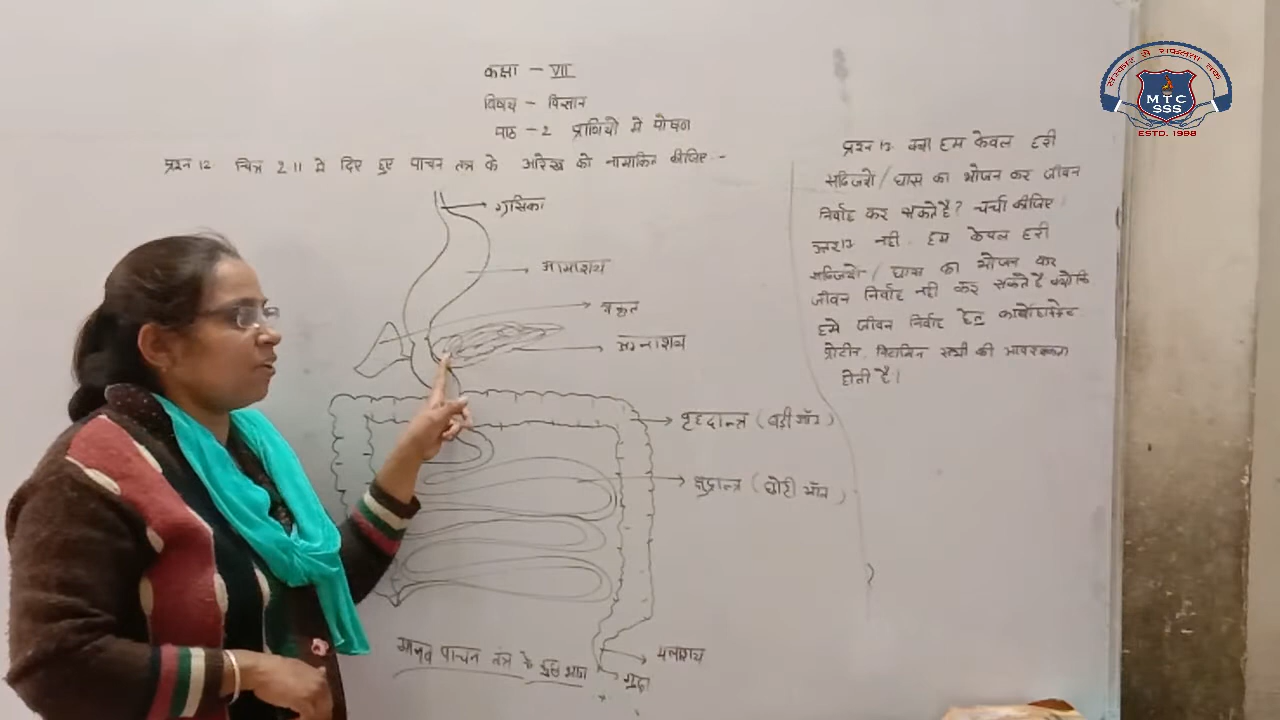 कक्षा - VII
विषय - विज्ञान
पाठ - 2 प्राणियो मे पोषण
प्रश्न 12. चित्र 2.11 मे दिए हुए पाचन तंत्र के आरेख को नामांकित कीजिए -
ग्रसिका
आमाशय
यकृत
अग्नाशय
बृहदान्त्र (बड़ी आँत)
क्षुद्रान्त्र (छोटी आँत)
मलाशय
गुदा
मानव पाचन तंत्र के कुछ भाग
प्रश्न 13. क्या हम केवल हरी
सब्जियों / घास का भोजन कर जीवन
निर्वाह कर सकते है? चर्चा कीजिए।
उत्तर 13 नही. हम केवल हरी
सब्जियों / घास का भोजन कर
जीवन निर्वाह नही कर सकते है क्योंकि
हमे जीवन निर्वाह हेतु कार्बोहाइड्रेट
प्रोटीन, विटामिन सभी की आवश्यकता
होती है।
संस्कार से सफलता तक
MTC
SSS
ESTD. 1998